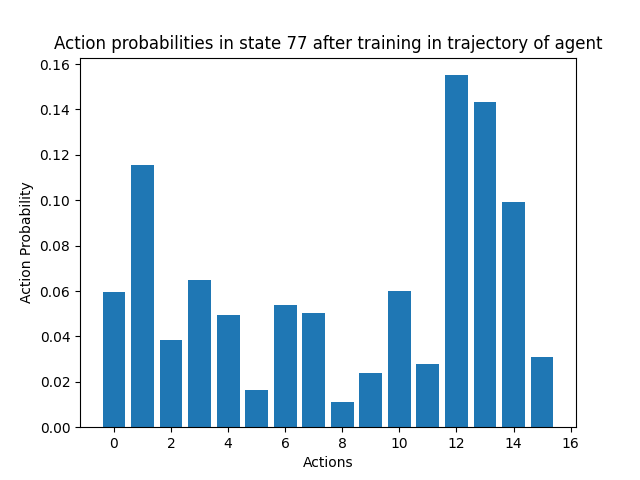 Action probabilities in state 77 after training in trajectory of agent
0.16
0.14
0.12
0.10
0.08
0.06
0.04
0.02
0.00
Action Probability
0 2 4 6 8 10 12 14 16
Actions